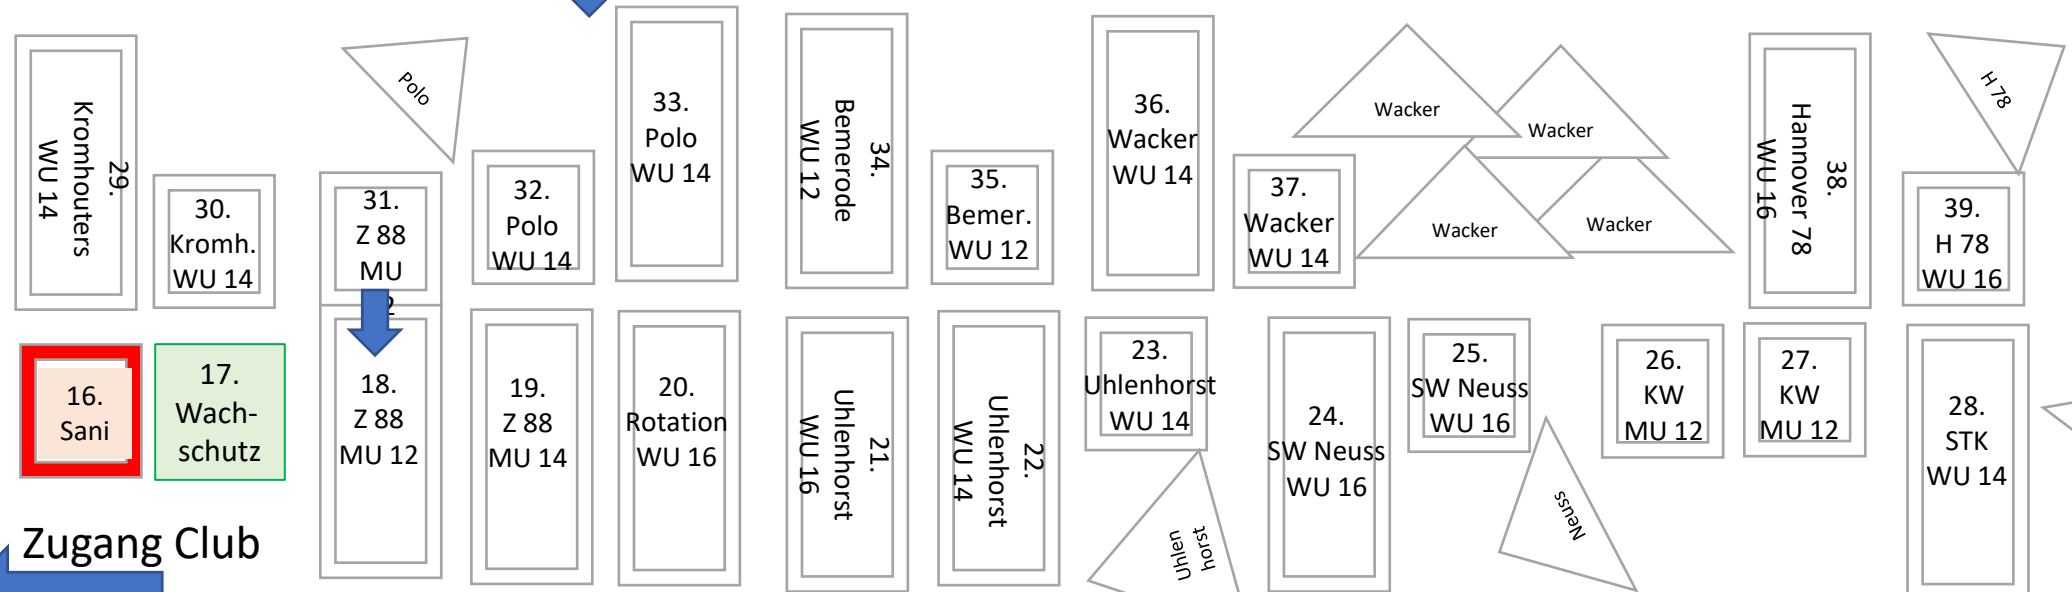 29.
Kromhouters
WU 14
30.
Kromh.
WU 14
31.
Z 88
MU
2
Polo
32.
Polo
WU 14
33.
Polo
WU 14
34.
Bemerode
WU 12
35.
Bemer.
WU 12
36.
Wacker
WU 14
37.
Wacker
WU 14
Wacker
Wacker
Wacker
Wacker
38.
Hannover 78
WU 16
H 78
39.
H 78
WU 16
16.
Sani
17.
Wach-
schutz
18.
Z 88
MU 12
19.
Z 88
MU 14
20.
Rotation
WU 16
21.
Uhlenhorst
WU 16
22.
Uhlenhorst
WU 14
23.
Uhlenhorst
WU 14
Uhlen
horst
24.
SW Neuss
WU 16
25.
SW Neuss
WU 16
Neuss
26.
KW
MU 12
27.
KW
MU 12
28.
STK
WU 14
Zugang Club